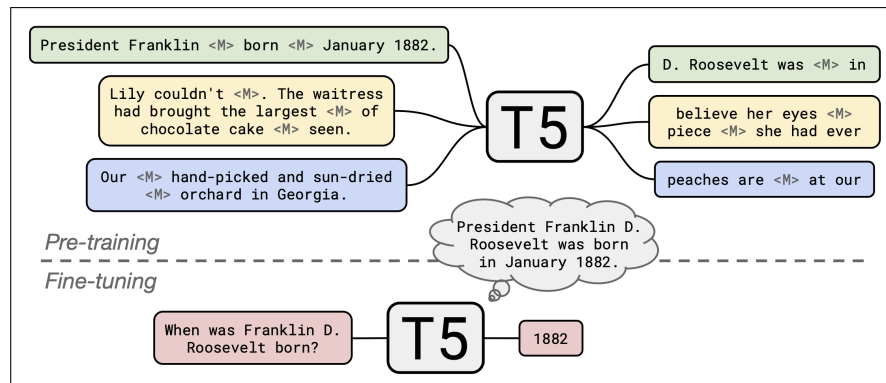 President Franklin <M> born <M> January 1882.
Lily couldn't <M>. The waitress
had brought the largest <M> of
chocolate cake <M> seen.
Our <M> hand-picked and sun-dried
<M> orchard in Georgia.
T5
D. Roosevelt was <M> in
believe her eyes <M>
piece <M> she had ever
peaches are <M> at our
Pre-training
President Franklin D.
Roosevelt was born
in January 1882.
Fine-tuning
When was Franklin D.
Roosevelt born?
T5
1882